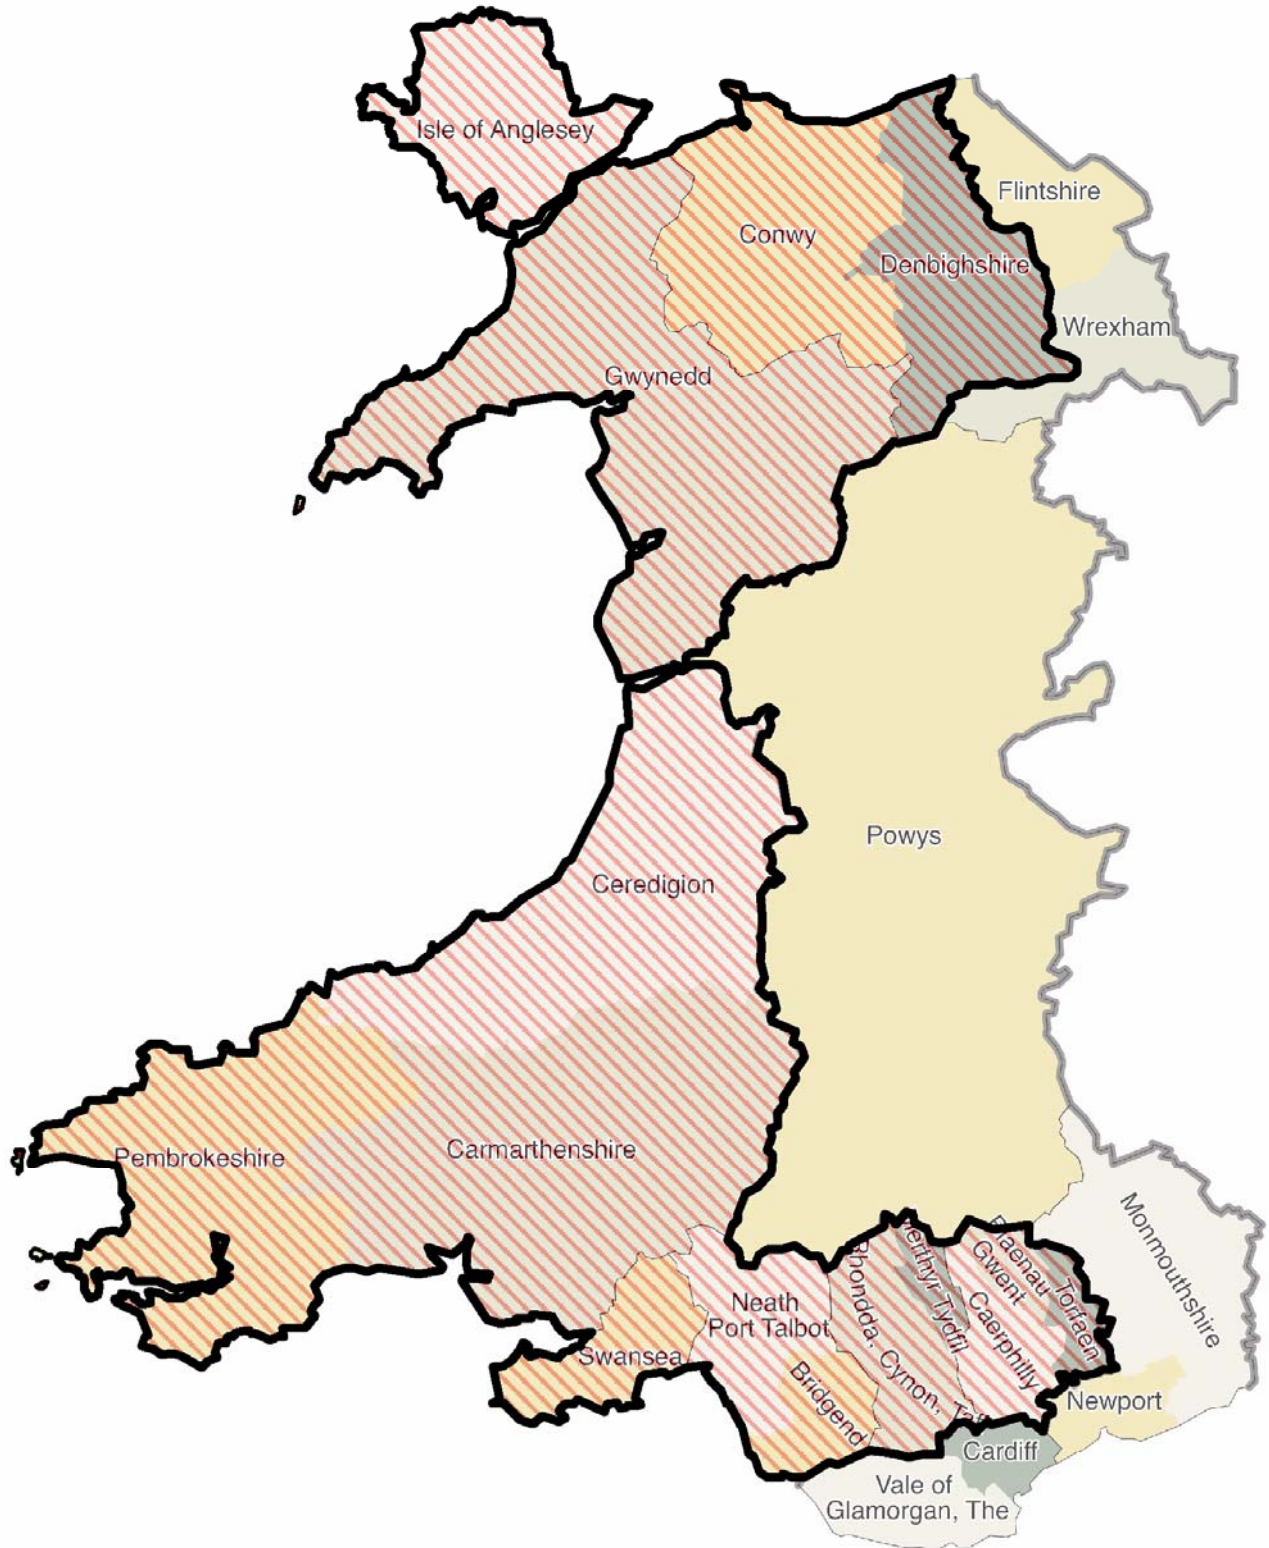 Isle of Anglesey
Flintshire
Conwy
Denbighshire
Wrexham
Gwynedd
Powys
Ceredigion
Carmarthenshire
Pembrokeshire
Monmouthshire
Blaenau
Gwent
Torfaen
Merthyr Tydfil
Rhondda, Cynon, Taff
Caerphilly
Neath
Port Talbot
Swansea
Bridgend
Newport
Cardiff
Vale of
Glamorgan, The